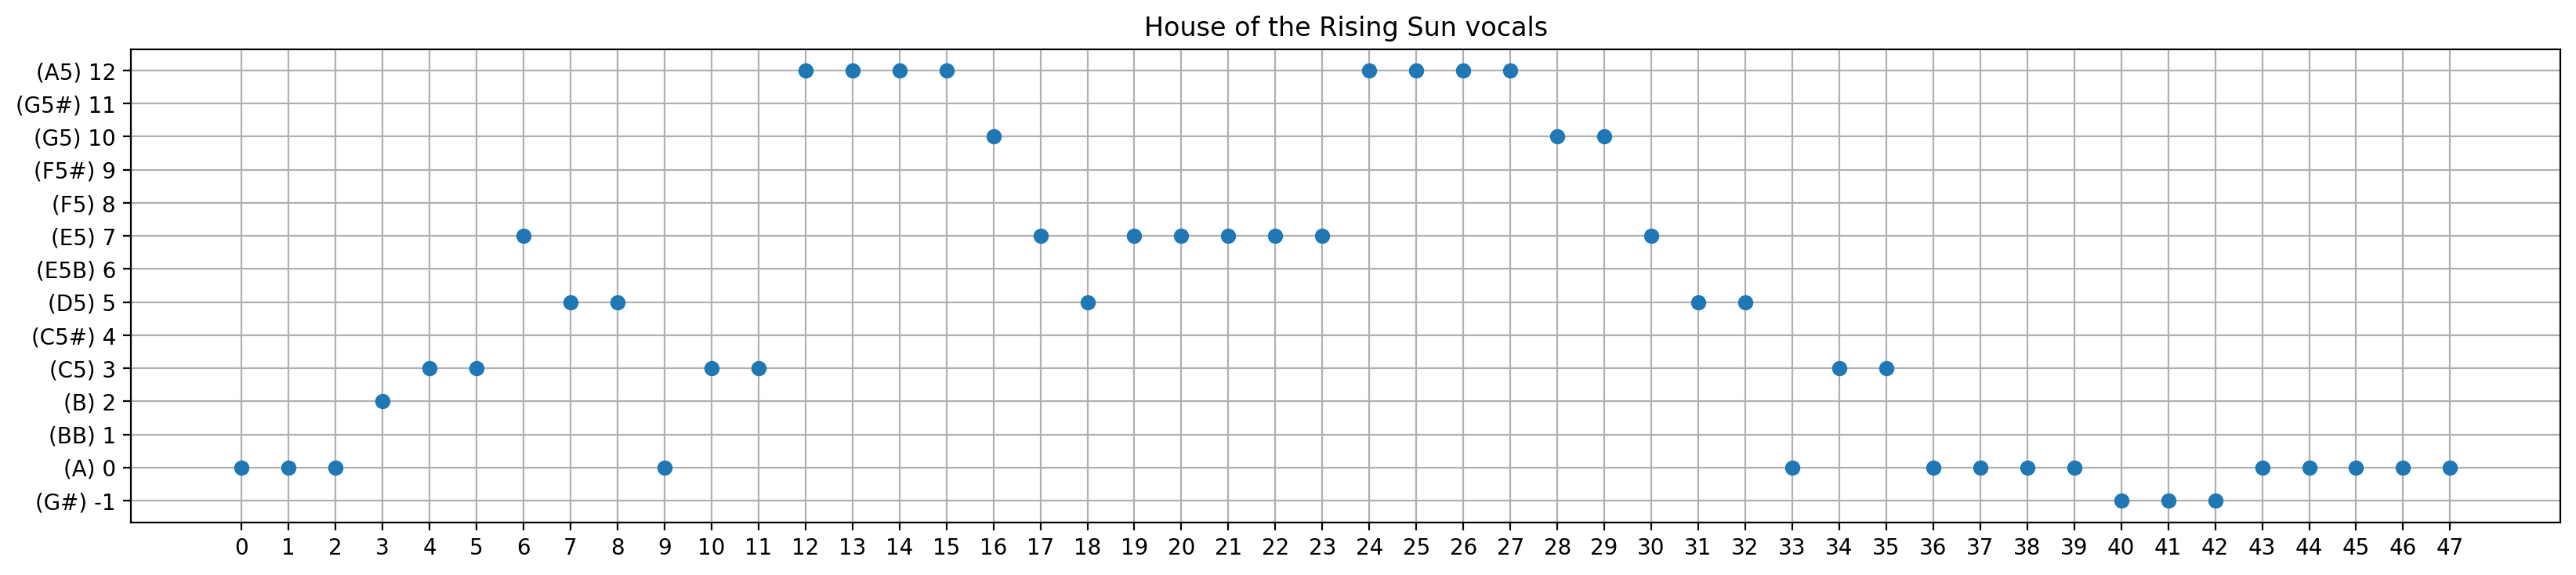 House of the Rising Sun vocals
(A5) 12
(G5#) 11
(G5) 10
(F5#) 9
(F5) 8
(E5) 7
(E5B) 6
(D5) 5
(C5#) 4
(C5) 3
(B) 2
(BB) 1
(A) 0
(G#) -1
0 1 2 3 4 5 6 7 8 9 10 11 12 13 14 15 16 17 18 19 20 21 22 23 24 25 26 27 28 29 30 31 32 33 34 35 36 37 38 39 40 41 42 43 44 45 46 47